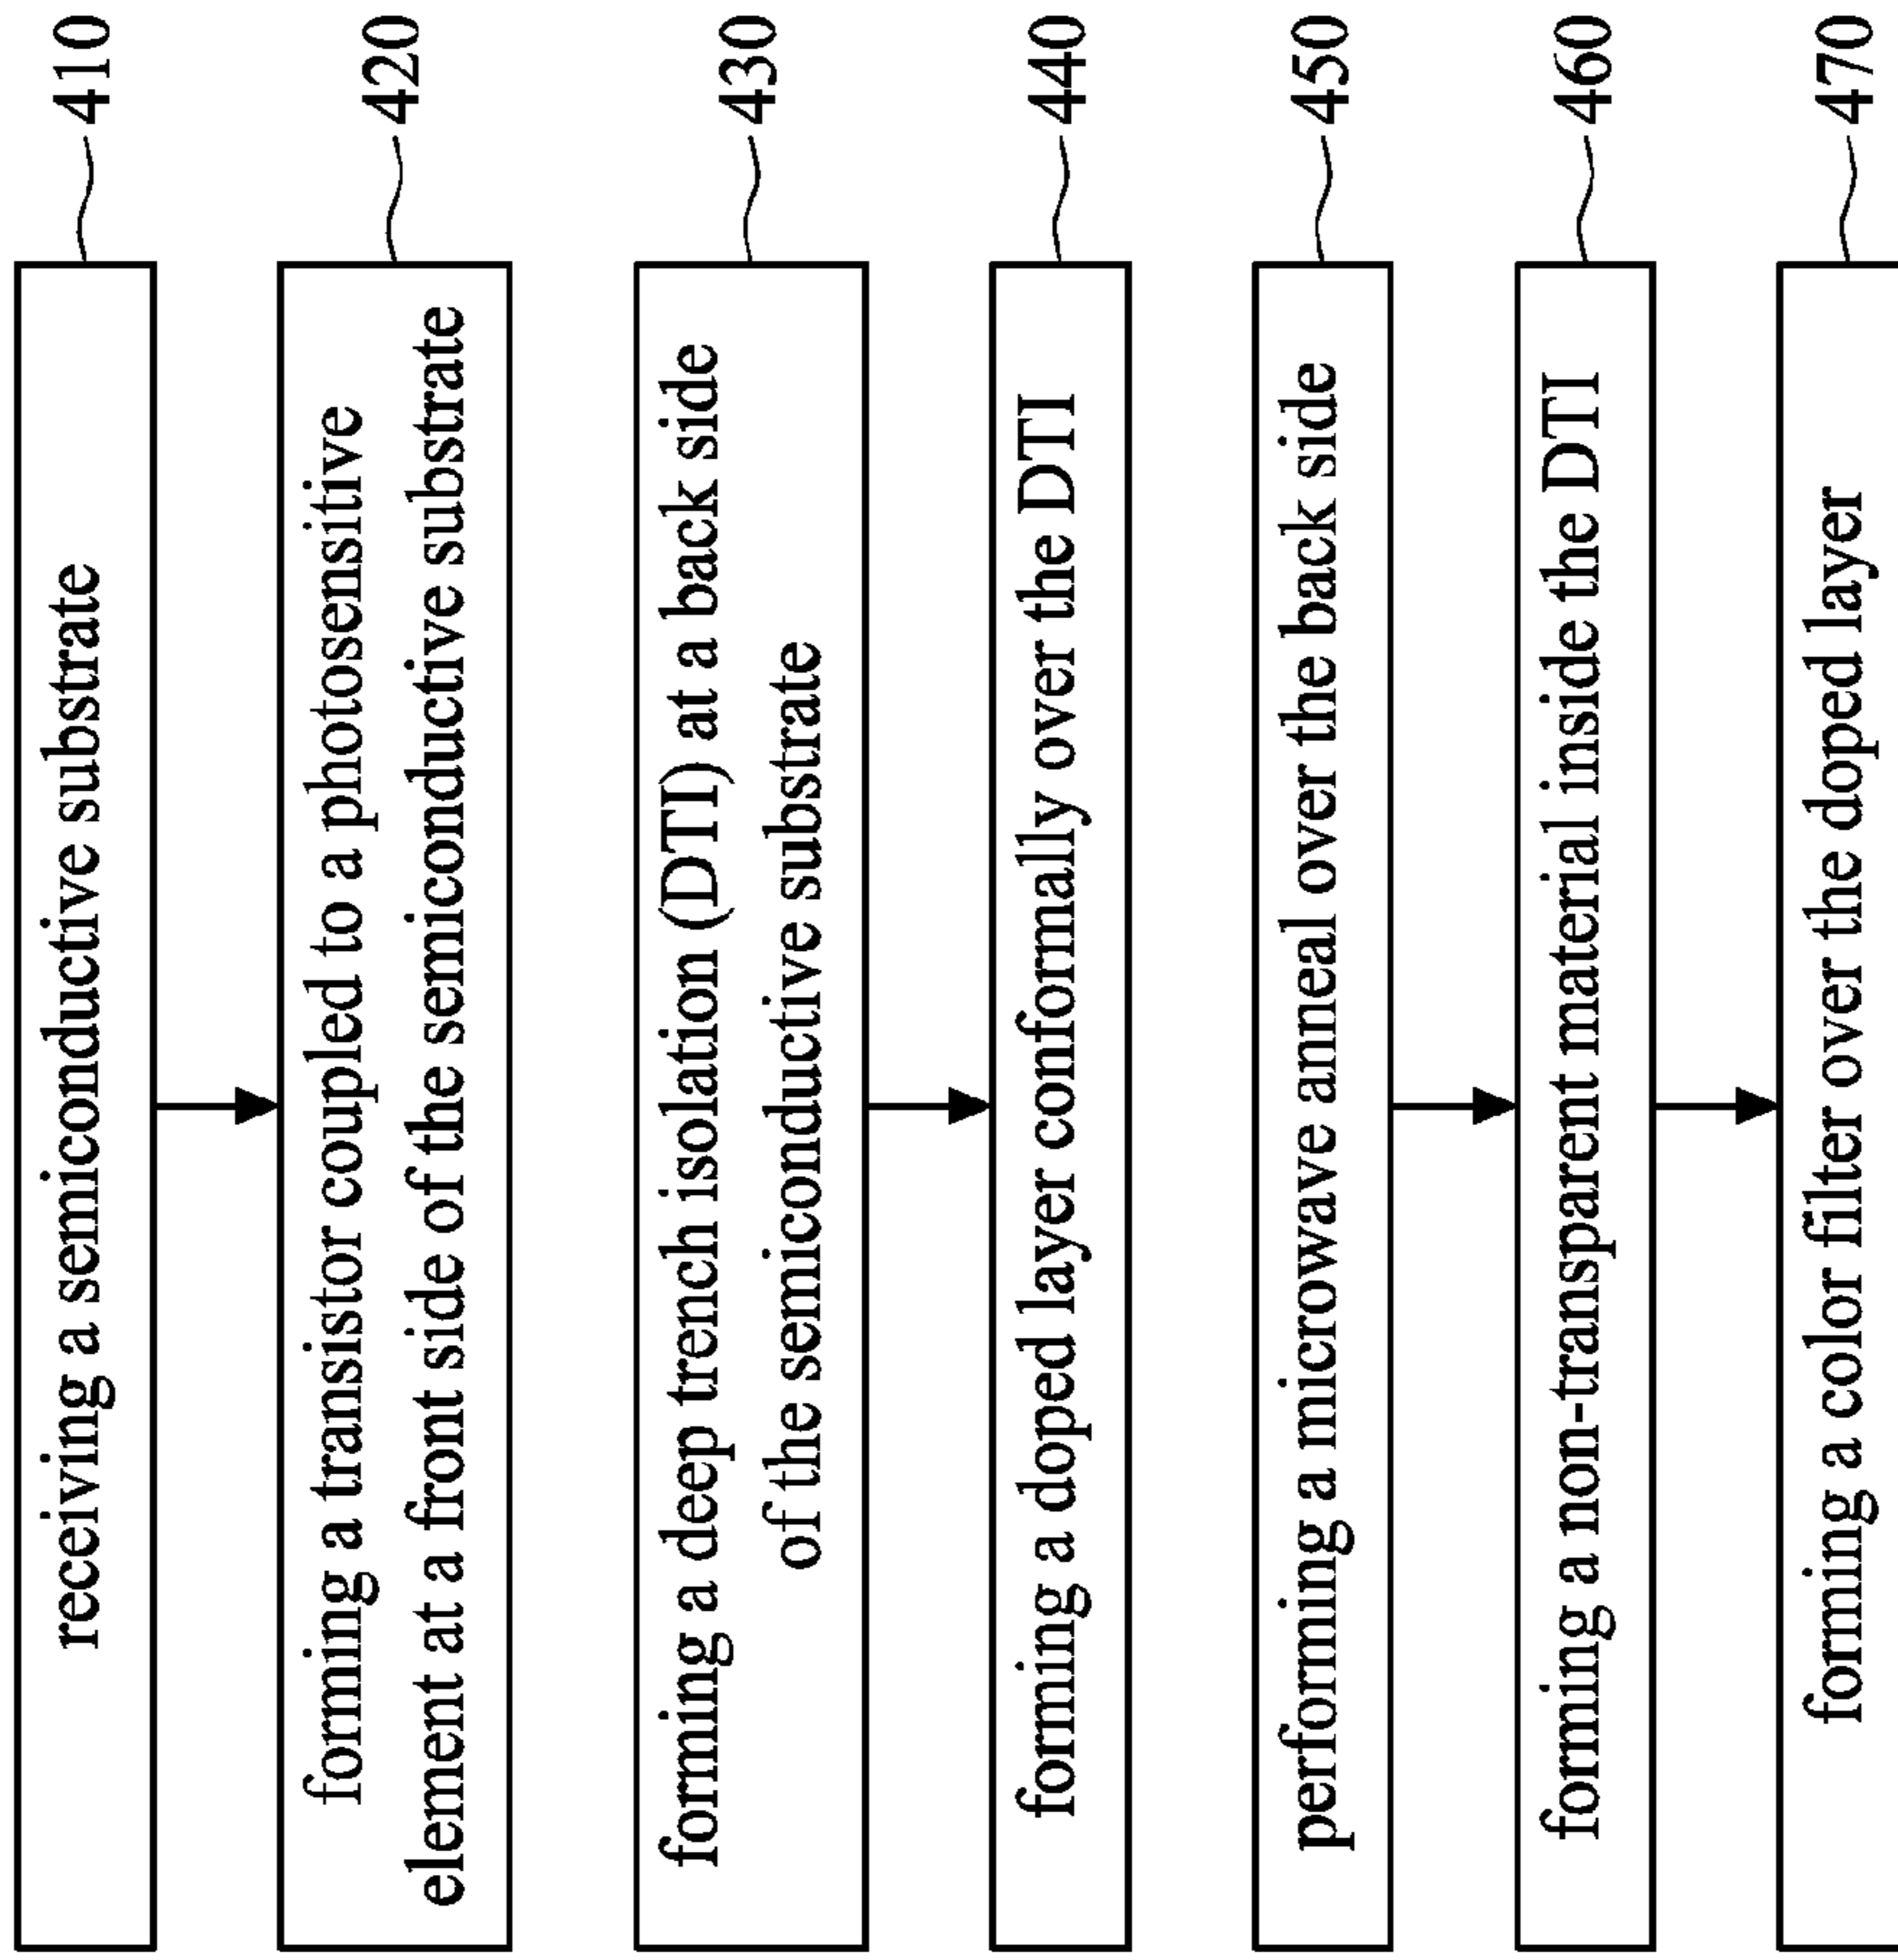 receiving a semiconductive substrate
410
forming a transistor coupled to a photosensitive
element at a front side of the semiconductive substrate
420
forming a deep trench isolation (DTI) at a back side
of the semiconductive substrate
430
forming a doped layer conformally over the DTI
440
performing a microwave anneal over the back side
450
forming a non-transparent material inside the DTI
460
forming a color filter over the doped layer
470